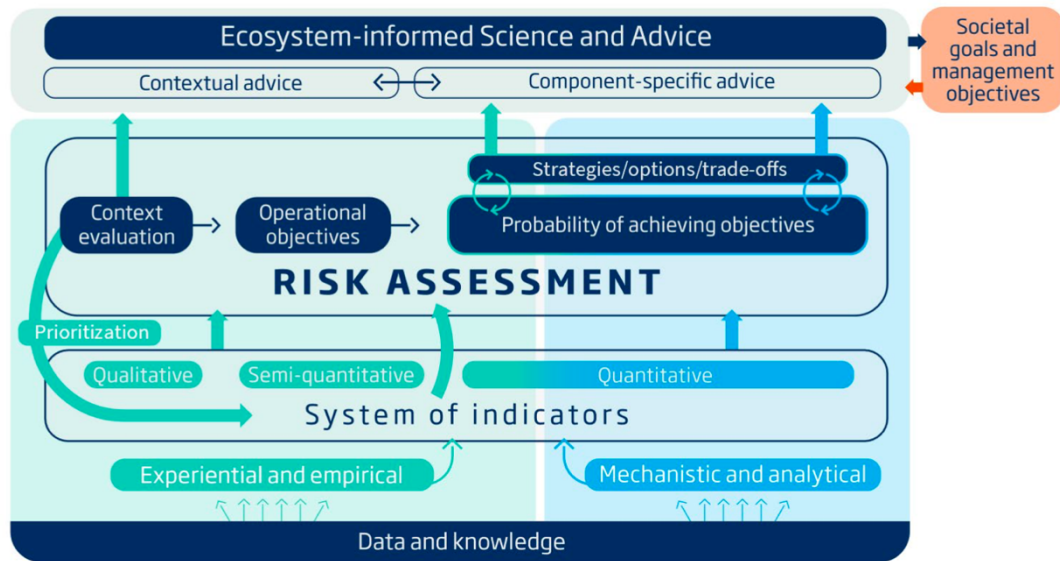 Ecosystem-informed Science and Advice
Contextual advice
Component-specific advice
Societal
goals and
management
objectives
Strategies/options/trade-offs
Context
evaluation
Operational
objectives
Probability of achieving objectives
RISK ASSESSMENT
Prioritization
Qualitative
Semi-quantitative
Quantitative
System of indicators
Experiential and empirical
Mechanistic and analytical
Data and knowledge